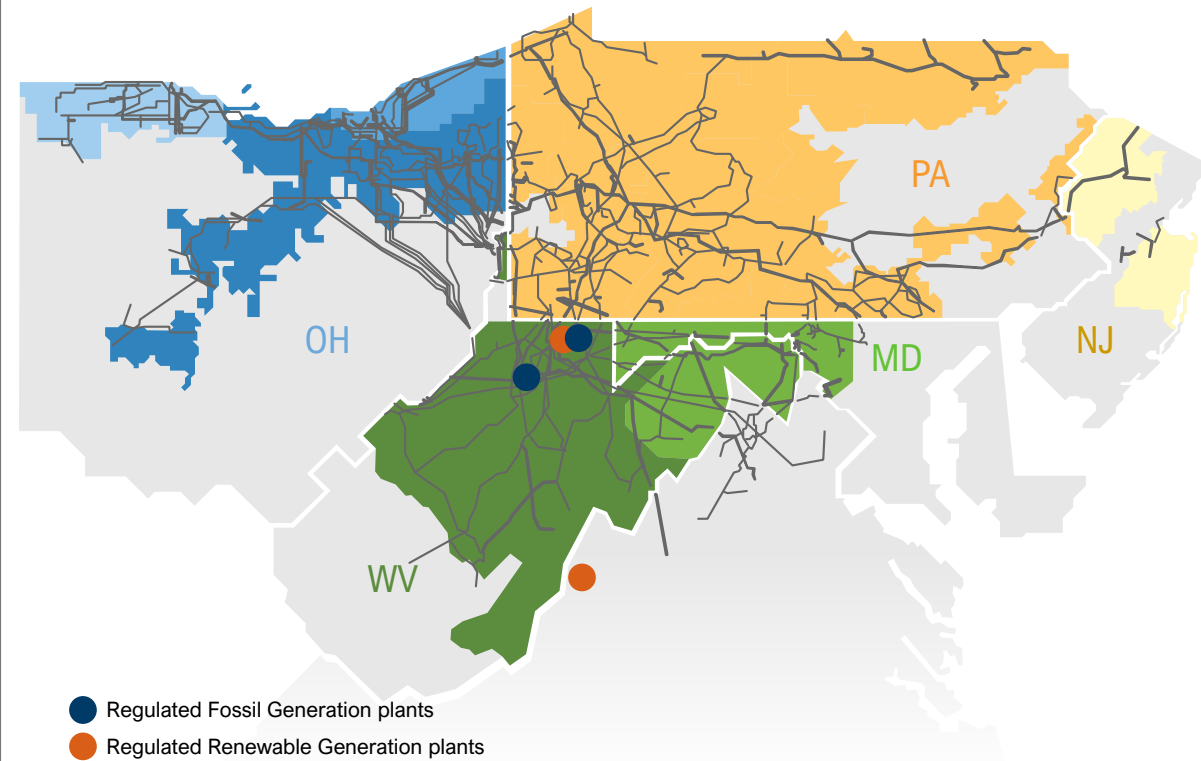 PA
OH
MD
NJ
WV
Regulated Fossil Generation plants
Regulated Renewable Generation plants